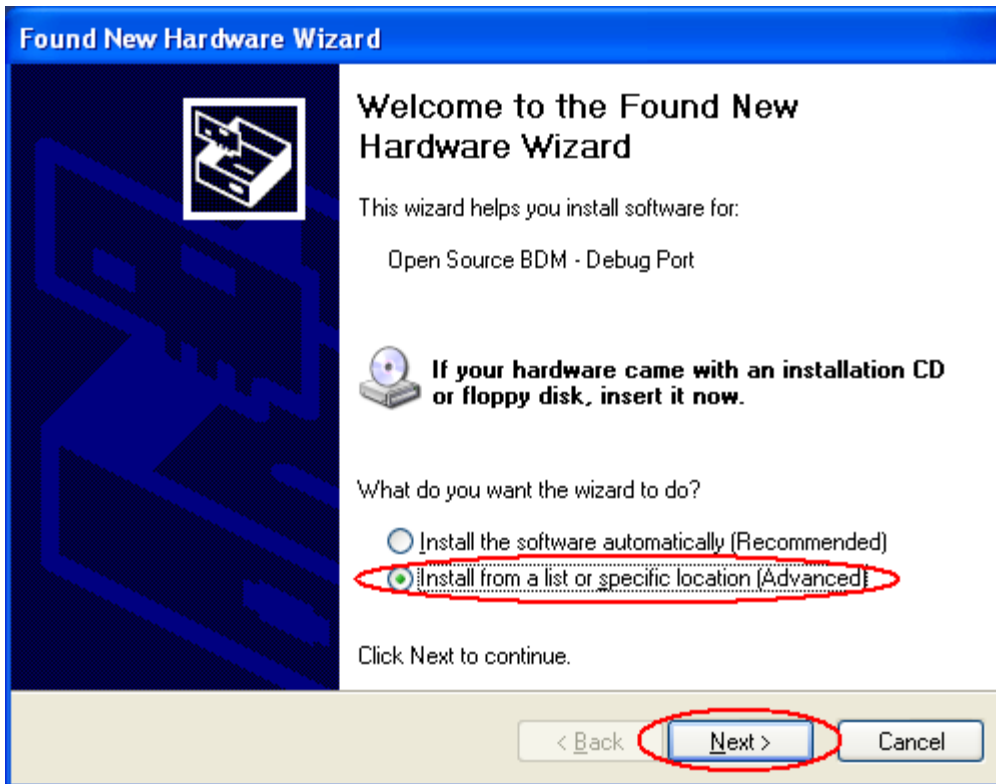 Found New Hardware Wizard
Welcome to the Found New
Hardware Wizard
This wizard helps you install software for:
Open Source BDM - Debug Port
If your hardware came with an installation CD
or floppy disk, insert it now.
What do you want the wizard to do?
Install the software automatically (Recommended)
Install from a list or specific location (Advanced)
Click Next to continue.
< Back Next > Cancel